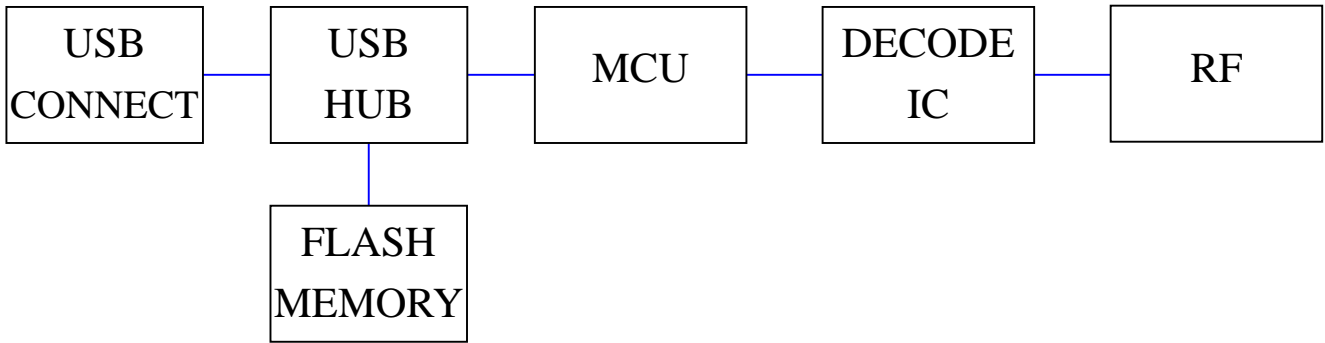 USB
CONNECT
USB
HUB
MCU
DECODE
IC
RF
FLASH
MEMORY